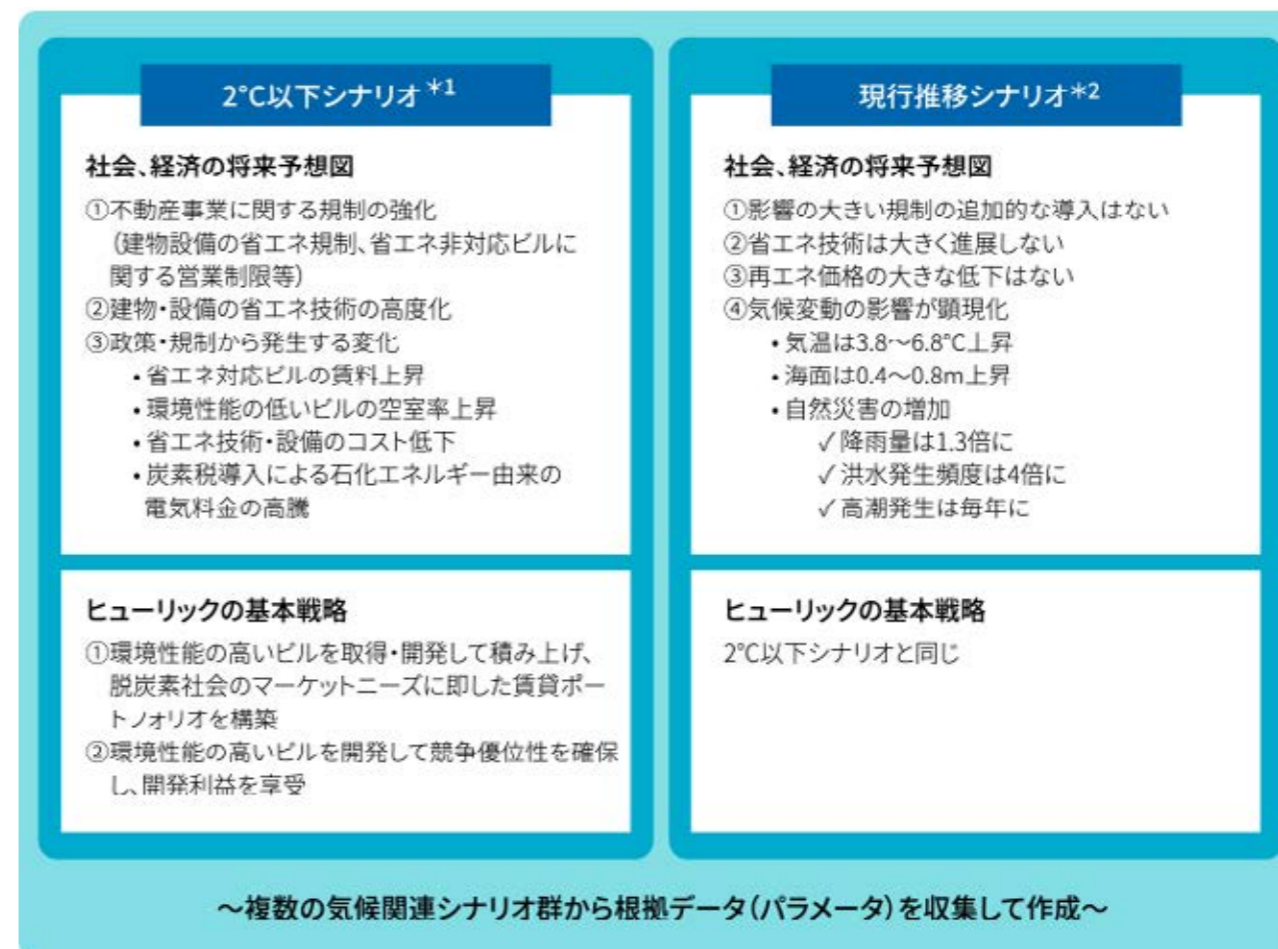 2℃以下シナリオ*1
社会、経済の将来予想図
①不動産事業に関する規制の強化
（建物設備の省エネ規制、省エネ非対応ビルに
関する営業制限等）
②建物・設備の省エネ技術の高度化
③政策・規制から発生する変化
• 省エネ対応ビルの賃料上昇
• 環境性能の低いビルの空室率上昇
• 省エネ技術・設備のコスト低下
• 炭素税導入による石化エネルギー由来の
電気料金の高騰
ヒューリックの基本戦略
①環境性能の高いビルを取得・開発して積み上げ、
脱炭素社会のマーケットニーズに即した賃貸ポー
トフォリオを構築
②環境性能の高いビルを開発して競争優位性を確保
し、開発利益を享受
現行推移シナリオ*2
社会、経済の将来予想図
①影響の大きい規制の追加的な導入はない
②省エネ技術は大きく進展しない
③再エネ価格の大きな低下はない
④気候変動の影響が顕現化
• 気温は3.8～6.8℃上昇
• 海面は0.4～0.8m上昇
• 自然災害の増加
✓ 降雨量は1.3倍に
✓ 洪水発生頻度は4倍に
✓ 高潮発生は毎年に
ヒューリックの基本戦略
2℃以下シナリオと同じ
～複数の気候関連シナリオ群から根拠データ（パラメータ）を収集して作成～